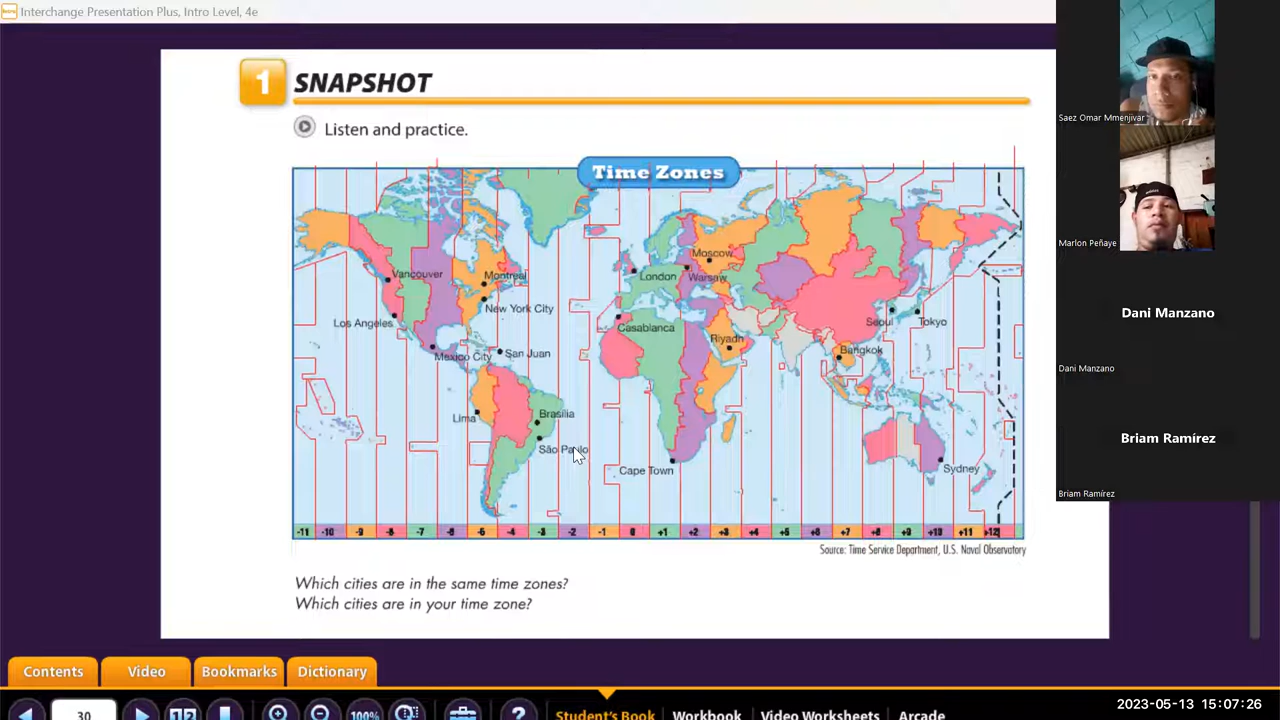 Interchange Presentation Plus, Intro Level, 4e
1 SNAPSHOT
Listen and practice.
Time Zones
Vancouver
Montreal
New York City
Los Angeles
Mexico City
San Juan
Lima
Brasília
São Paulo
London
Moscow
Warsaw
Casablanca
Riyadh
Seoul
Tokyo
Bangkok
Cape Town
Sydney
-11 -10 -9 -8 -7 -6 -5 -4 -3 -2 -1 0 +1 +2 +3 +4 +5 +6 +7 +8 +9 +10 +11 +12
Source: Time Service Department, U.S. Naval Observatory
Which cities are in the same time zones?
Which cities are in your time zone?
Saez Omar Mmenjivar
Marlon Peñaye
Dani Manzano
Dani Manzano
Briam Ramírez
Briam Ramírez
Contents Video Bookmarks Dictionary
30 1 2 100% ? Student's Book Workbook Video Worksheets Arcade
2023-05-13 15:07:26